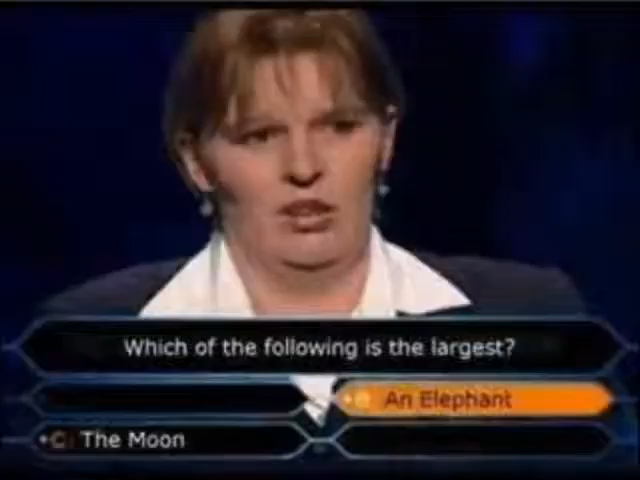 Which of the following is the largest?
An Elephant
C: The Moon